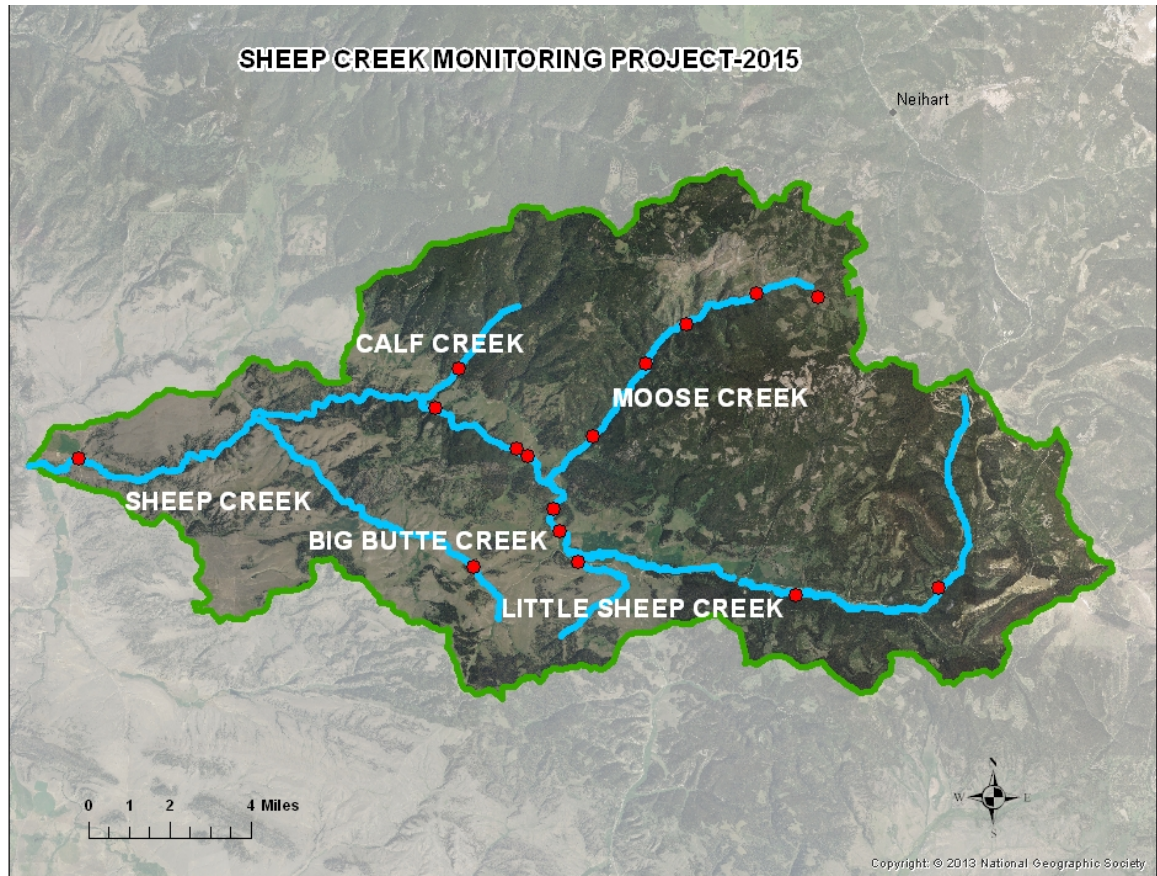 SHEEP CREEK MONITORING PROJECT-2015
Neihart
CALF CREEK
MOOSE CREEK
SHEEP CREEK
BIG BUTTE CREEK
LITTLE SHEEP CREEK
0 1 2 4 Miles
N
W E
S
Copyright: © 2013 National Geographic Society